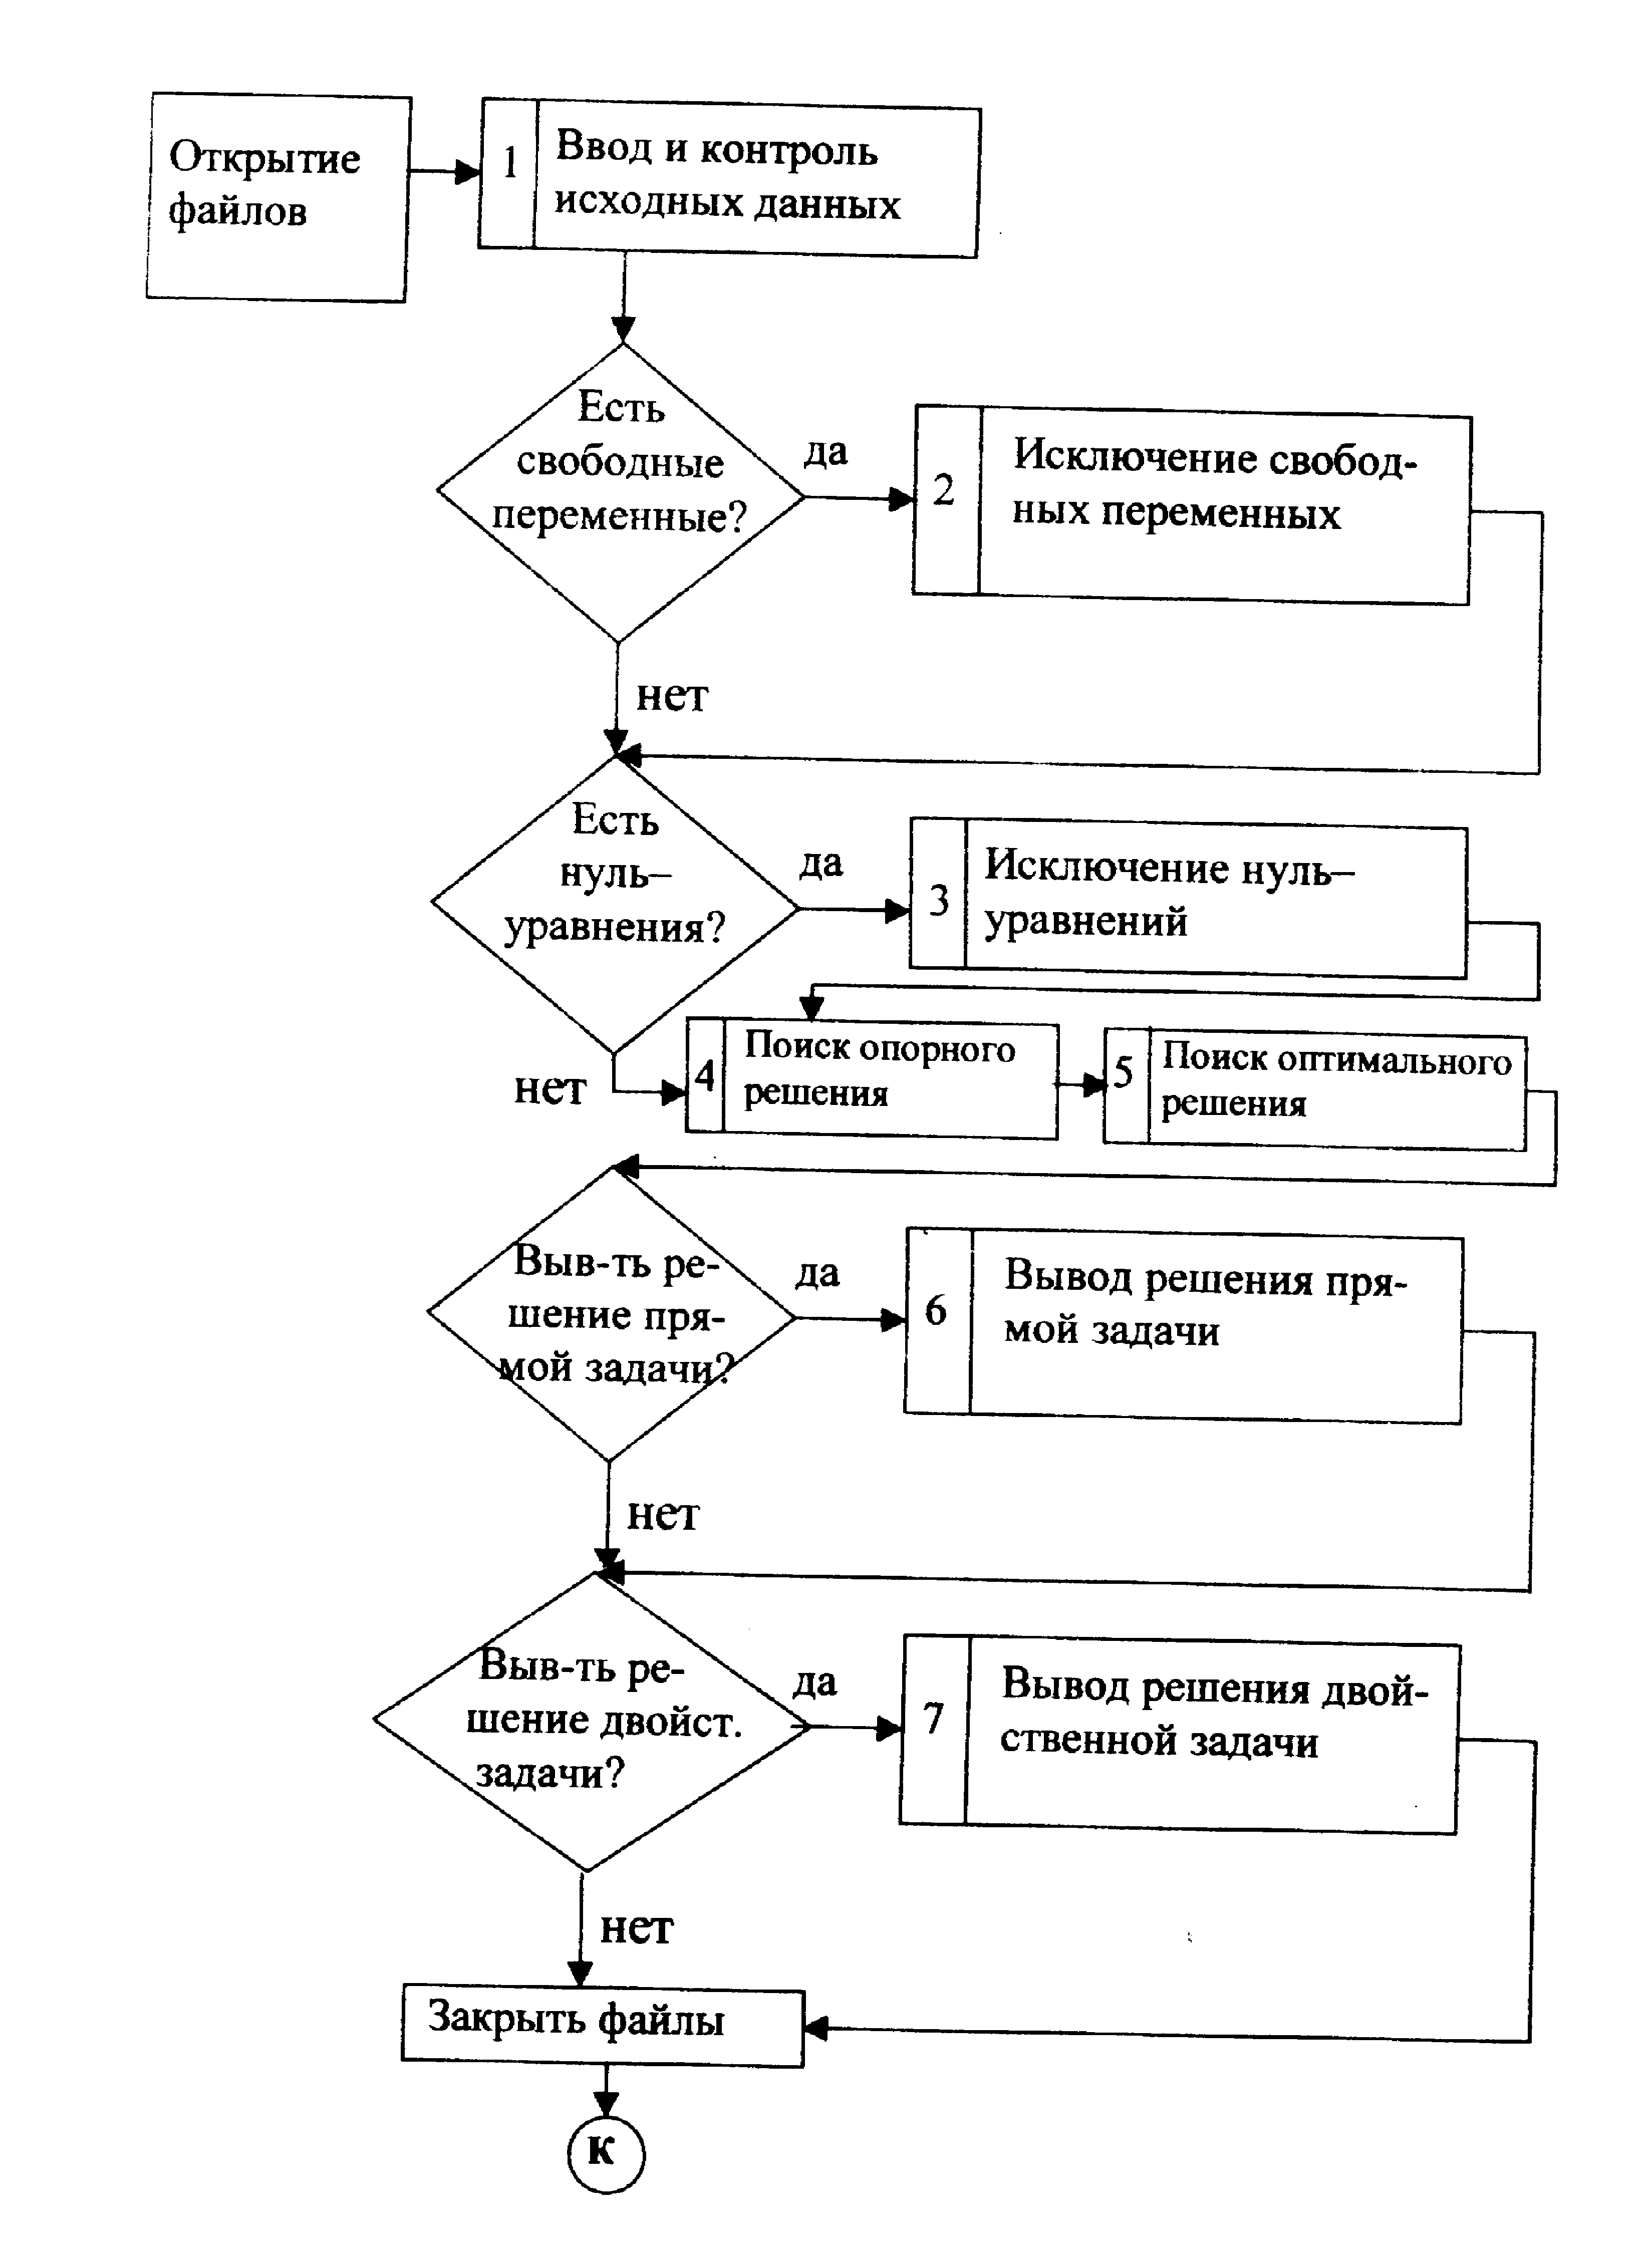 Открытие
файлов
1
Ввод и контроль
исходных данных
Есть
свободные
переменные?
да
2
Исключение свобод-
ных переменных
нет
Есть
нуль–
уравнения?
да
3
Исключение нуль–
уравнений
нет
4
Поиск опорного
решения
5
Поиск оптимального
решения
Выв-ть ре-
шение пря-
мой задачи?
да
6
Вывод решения пря-
мой задачи
нет
Выв-ть ре-
шение двойст.
задачи?
да
7
Вывод решения двой-
ственной задачи
нет
Закрыть файлы
к